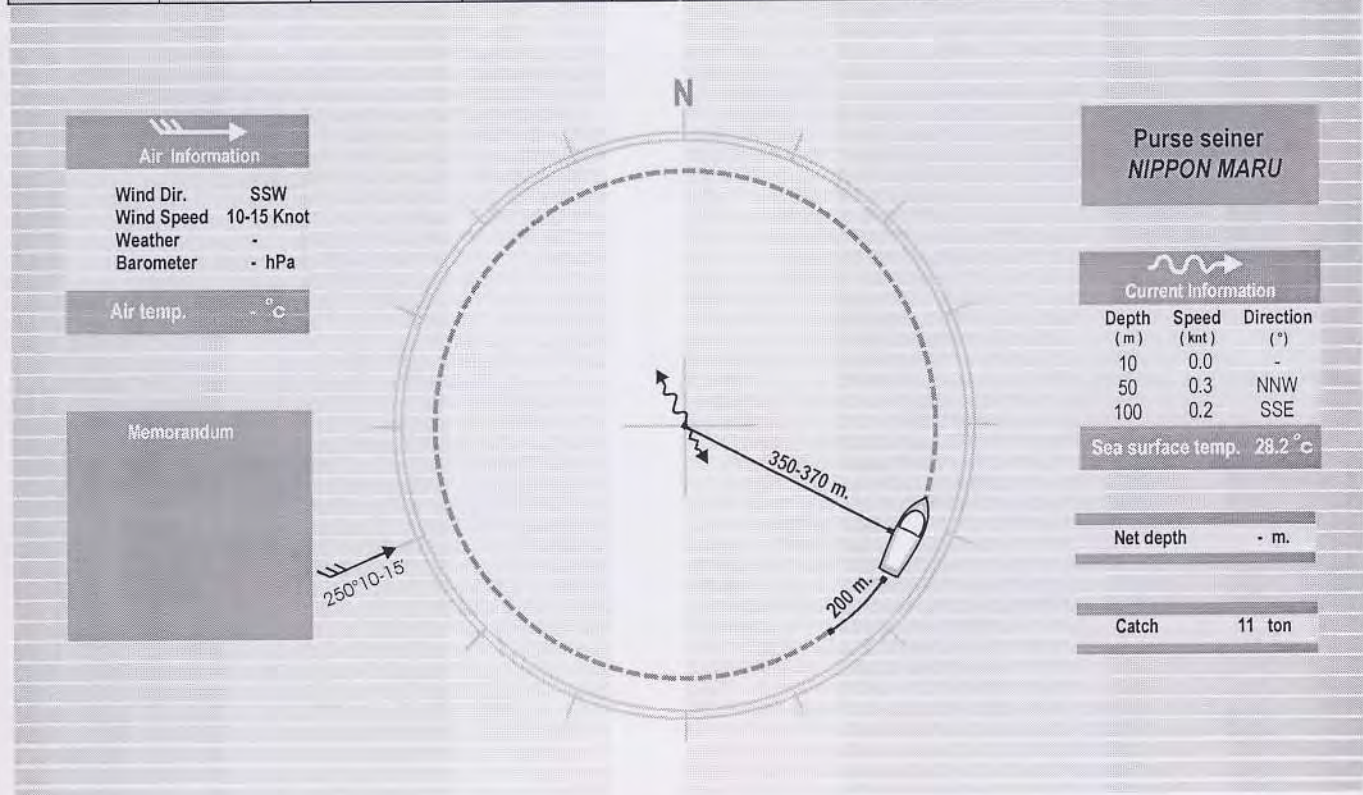 N
Air Information
Wind Dir. SSW
Wind Speed 10-15 Knot
Weather -
Barometer - hPa
Air temp. - °c
Memorandum
250°10-15'
350-370 m.
200 m.
Purse seiner
NIPPON MARU
Current Information
Depth Speed Direction
(m) (knt) (°)
10 0.0 -
50 0.3 NNW
100 0.2 SSE
Sea surface temp. 28.2 °c
Net depth - m.
Catch 11 ton